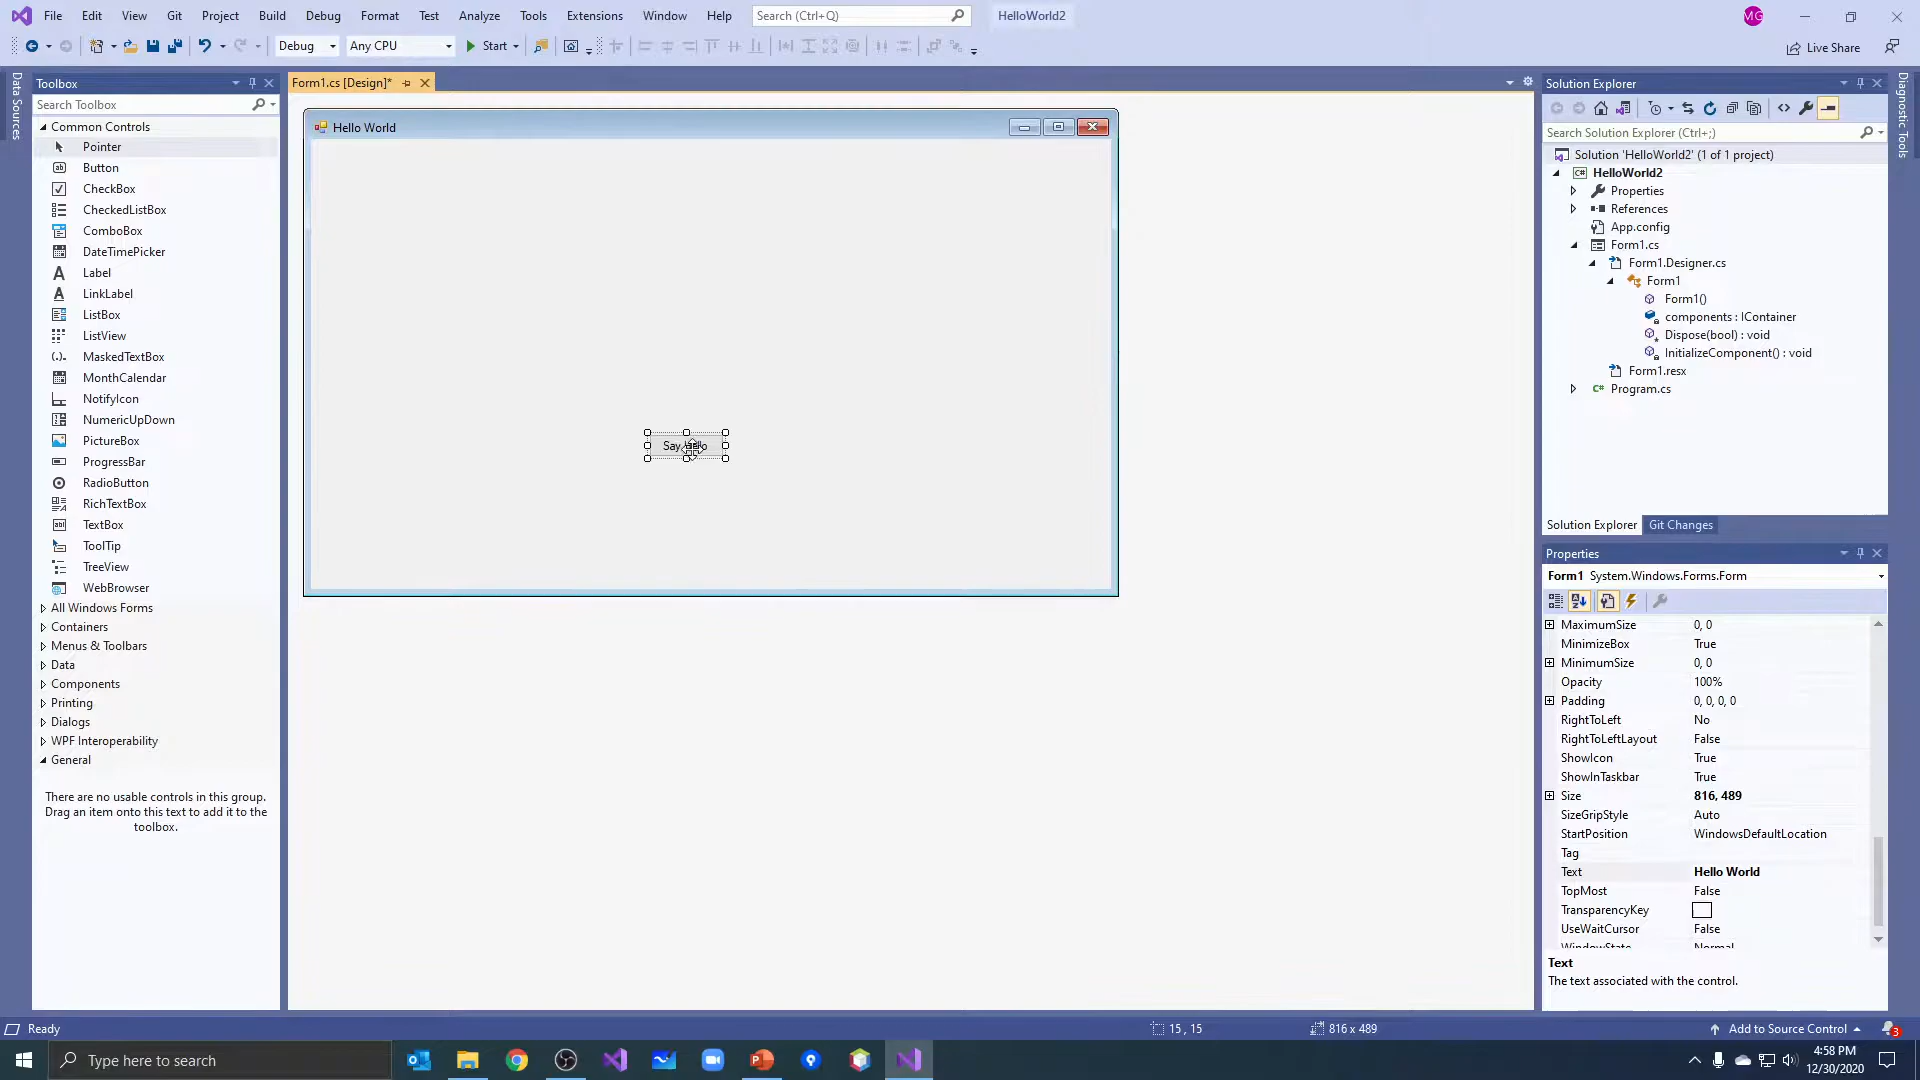 File Edit View Git Project Build Debug Format Test Analyze Tools Extensions Window Help Search (Ctrl+Q) HelloWorld2 MG
Debug Any CPU Start Live Share
Data Sources
Toolbox
Search Toolbox
Common Controls
Pointer
Button
CheckBox
CheckedListBox
ComboBox
DateTimePicker
Label
LinkLabel
ListBox
ListView
MaskedTextBox
MonthCalendar
NotifyIcon
NumericUpDown
PictureBox
ProgressBar
RadioButton
RichTextBox
TextBox
ToolTip
TreeView
WebBrowser
All Windows Forms
Containers
Menus & Toolbars
Data
Components
Printing
Dialogs
WPF Interoperability
General
There are no usable controls in this group.
Drag an item onto this text to add it to the
toolbox.
Form1.cs [Design]*
Hello World
Say
Solution Explorer
Search Solution Explorer (Ctrl+;)
Solution 'HelloWorld2' (1 of 1 project)
HelloWorld2
Properties
References
App.config
Form1.cs
Form1.Designer.cs
Form1
Form1()
components : IContainer
Dispose(bool) : void
InitializeComponent() : void
Form1.resx
Program.cs
Solution Explorer Git Changes
Diagnostic Tools
Properties
Form1 System.Windows.Forms.Form
MaximumSize 0, 0
MinimizeBox True
MinimumSize 0, 0
Opacity 100%
Padding 0, 0, 0, 0
RightToLeft No
RightToLeftLayout False
ShowIcon True
ShowInTaskbar True
Size 816, 489
SizeGripStyle Auto
StartPosition WindowsDefaultLocation
Tag
Text Hello World
TopMost False
TransparencyKey
UseWaitCursor False
WindowState Normal
Text
The text associated with the control.
Ready 15 , 15 816 x 489 Add to Source Control 3
Type here to search 4:58 PM
12/30/2020